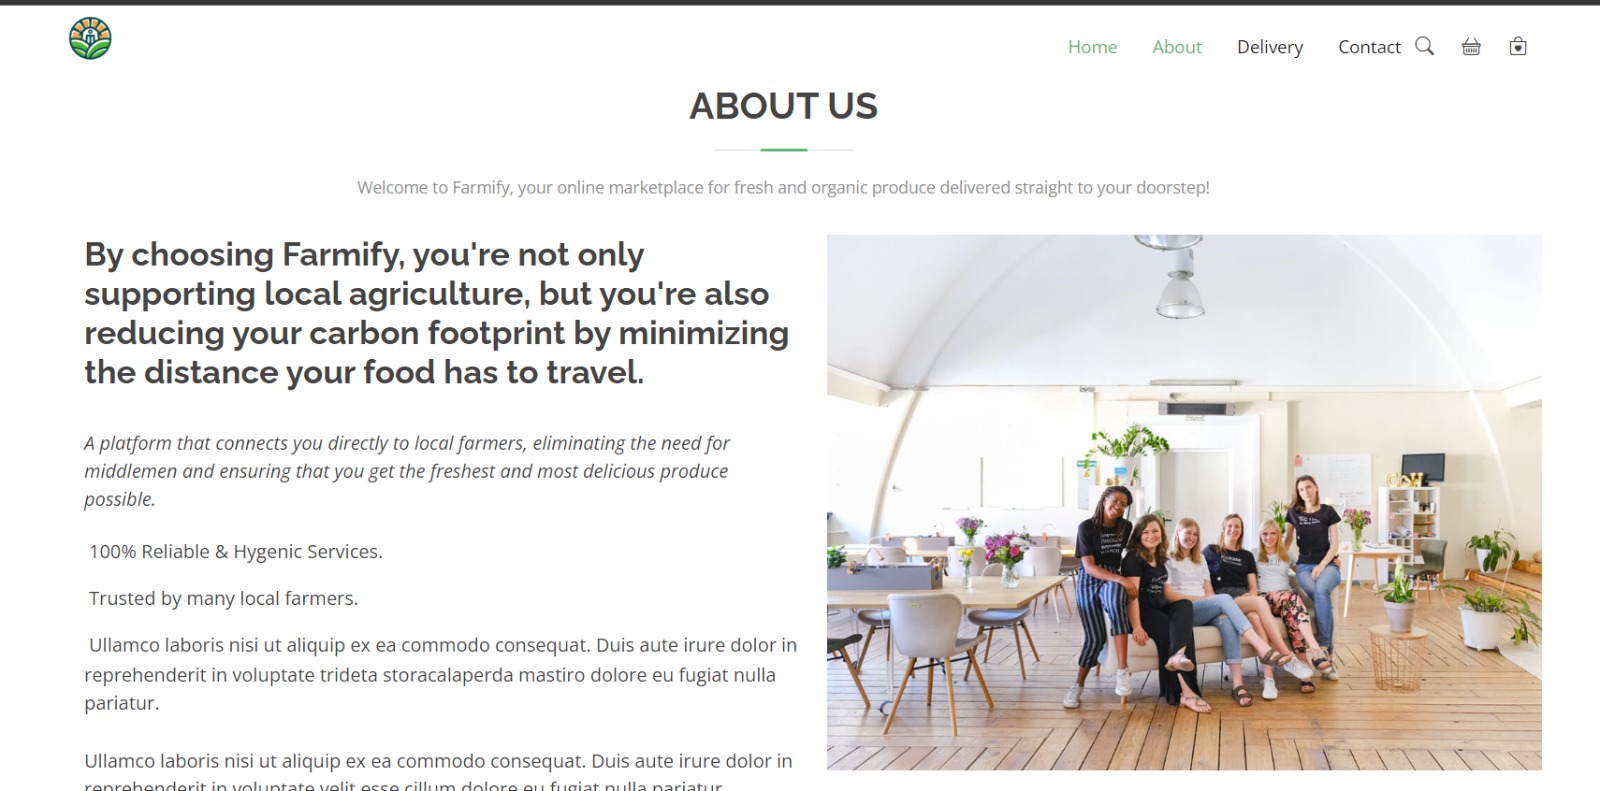 Home About Delivery Contact
ABOUT US
Welcome to Farmify, your online marketplace for fresh and organic produce delivered straight to your doorstep!
By choosing Farmify, you're not only
supporting local agriculture, but you're also
reducing your carbon footprint by minimizing
the distance your food has to travel.
A platform that connects you directly to local farmers, eliminating the need for
middlemen and ensuring that you get the freshest and most delicious produce
possible.
100% Reliable & Hygenic Services.
Trusted by many local farmers.
Ullamco laboris nisi ut aliquip ex ea commodo consequat. Duis aute irure dolor in
reprehenderit in voluptate trideta storacalaperda mastiro dolore eu fugiat nulla
pariatur.
Ullamco laboris nisi ut aliquip ex ea commodo consequat. Duis aute irure dolor in
reprehenderit in voluptate velit esse cillum dolore eu fugiat nulla pariatur